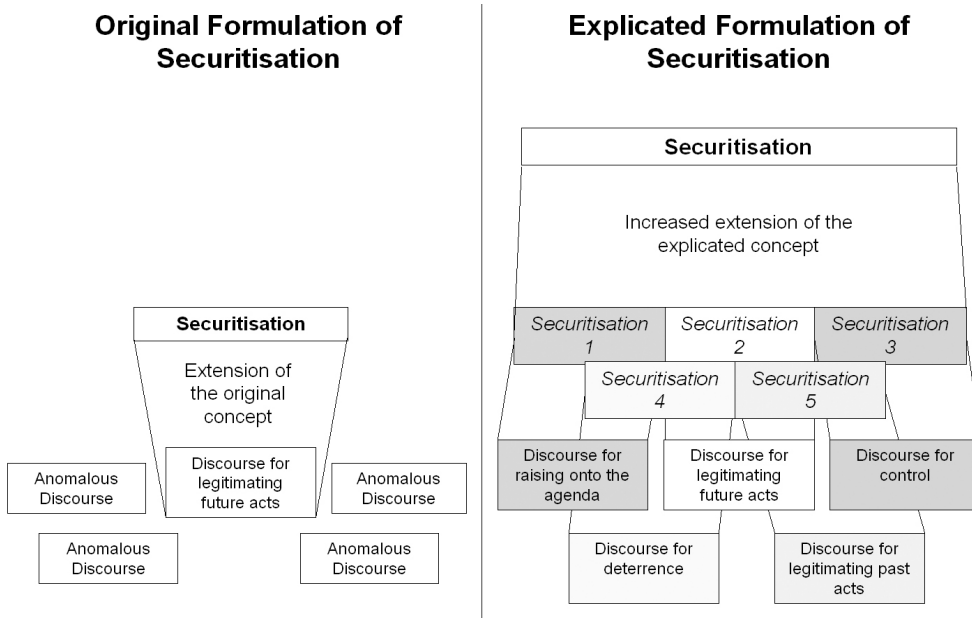 Original Formulation of
Securitisation
Securitisation
Extension of
the original
concept
Discourse for
legitimating
future acts
Anomalous
Discourse
Anomalous
Discourse
Anomalous
Discourse
Anomalous
Discourse
Explicated Formulation of
Securitisation
Securitisation
Increased extension of the
explicated concept
Securitisation
1
Securitisation
2
Securitisation
3
Securitisation
4
Securitisation
5
Discourse for
raising onto the
agenda
Discourse for
legitimating
future acts
Discourse for
control
Discourse for
deterrence
Discourse for
legitimating past
acts